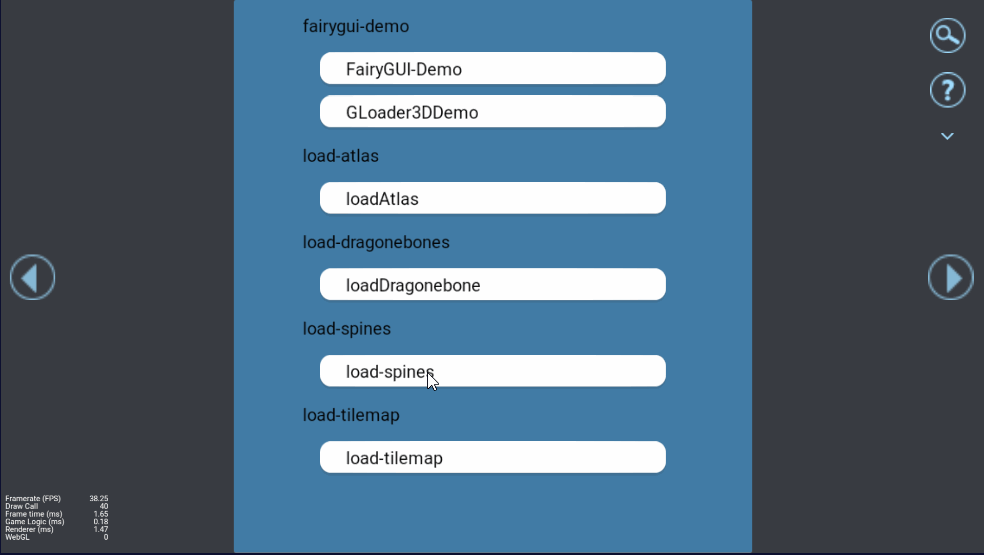 fairygui-demo
FairyGUI-Demo
GLoader3DDemo
load-atlas
loadAtlas
load-dragonebones
loadDragonebone
load-spines
load-spines
load-tilemap
load-tilemap
?
Framerate (FPS) 38.25
Draw Call 40
Frame time (ms) 1.65
Game Logic (ms) 0.18
Renderer (ms) 1.47
WebGL 0